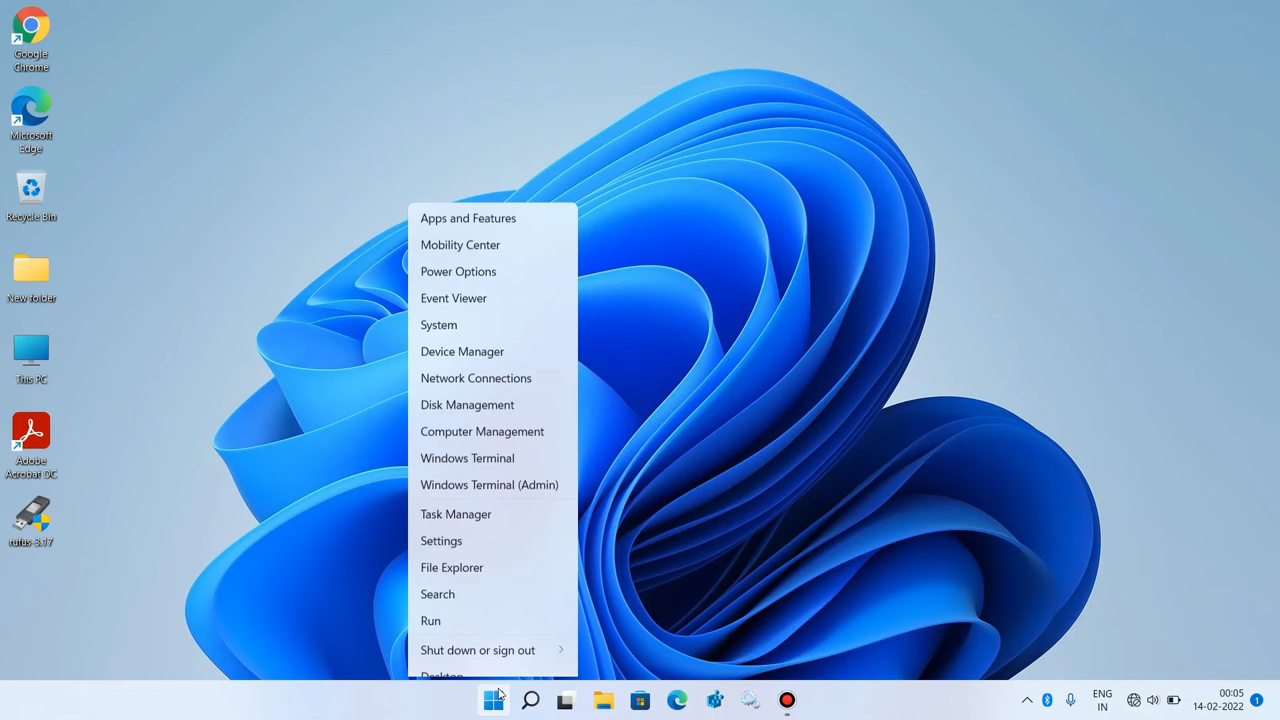 Google
Chrome
Microsoft
Edge
Recycle Bin
New folder
This PC
Adobe
Acrobat DC
rufus-3.17
Apps and Features
Mobility Center
Power Options
Event Viewer
System
Device Manager
Network Connections
Disk Management
Computer Management
Windows Terminal
Windows Terminal (Admin)
Task Manager
Settings
File Explorer
Search
Run
Shut down or sign out
Desktop
ENG
IN
00:05
14-02-2022
1